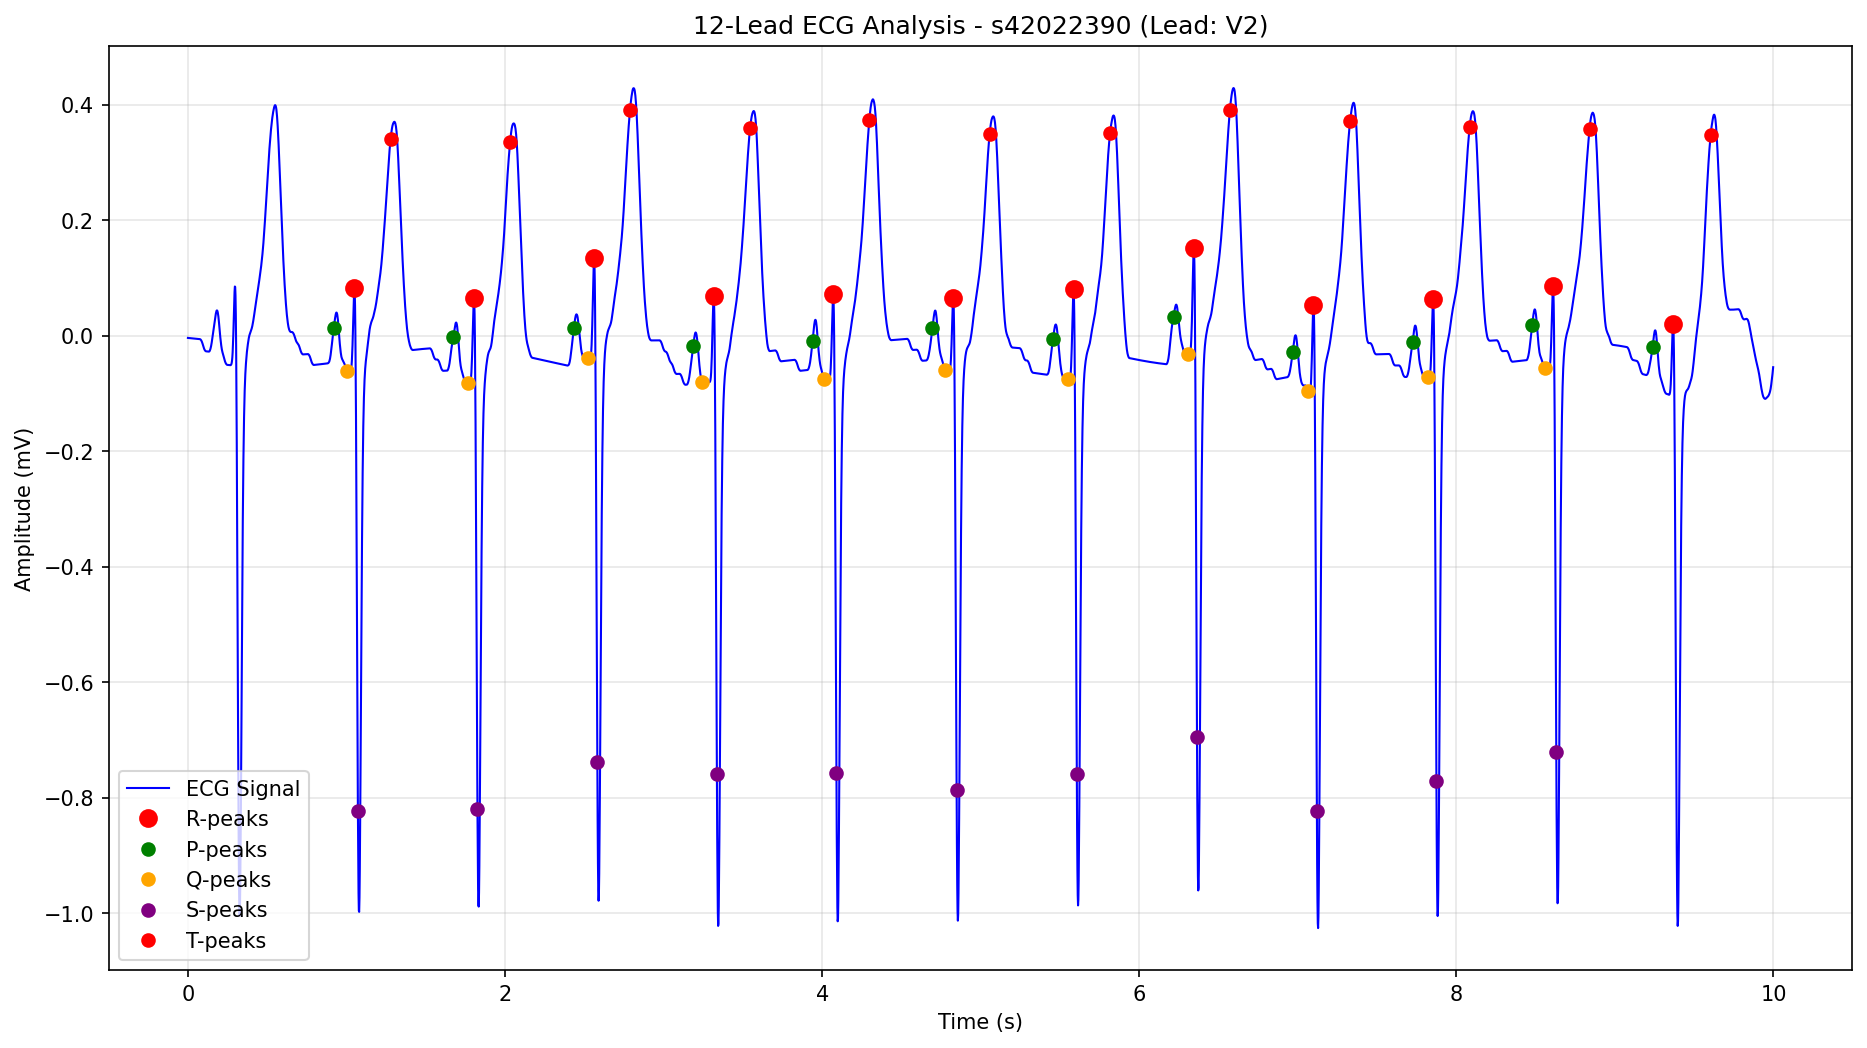 12-Lead ECG Analysis - s42022390 (Lead: V2)
Amplitude (mV)
0.4
0.2
0.0
−0.2
−0.4
−0.6
−0.8
−1.0
ECG Signal
R-peaks
P-peaks
Q-peaks
S-peaks
T-peaks
0 2 4 6 8 10
Time (s)